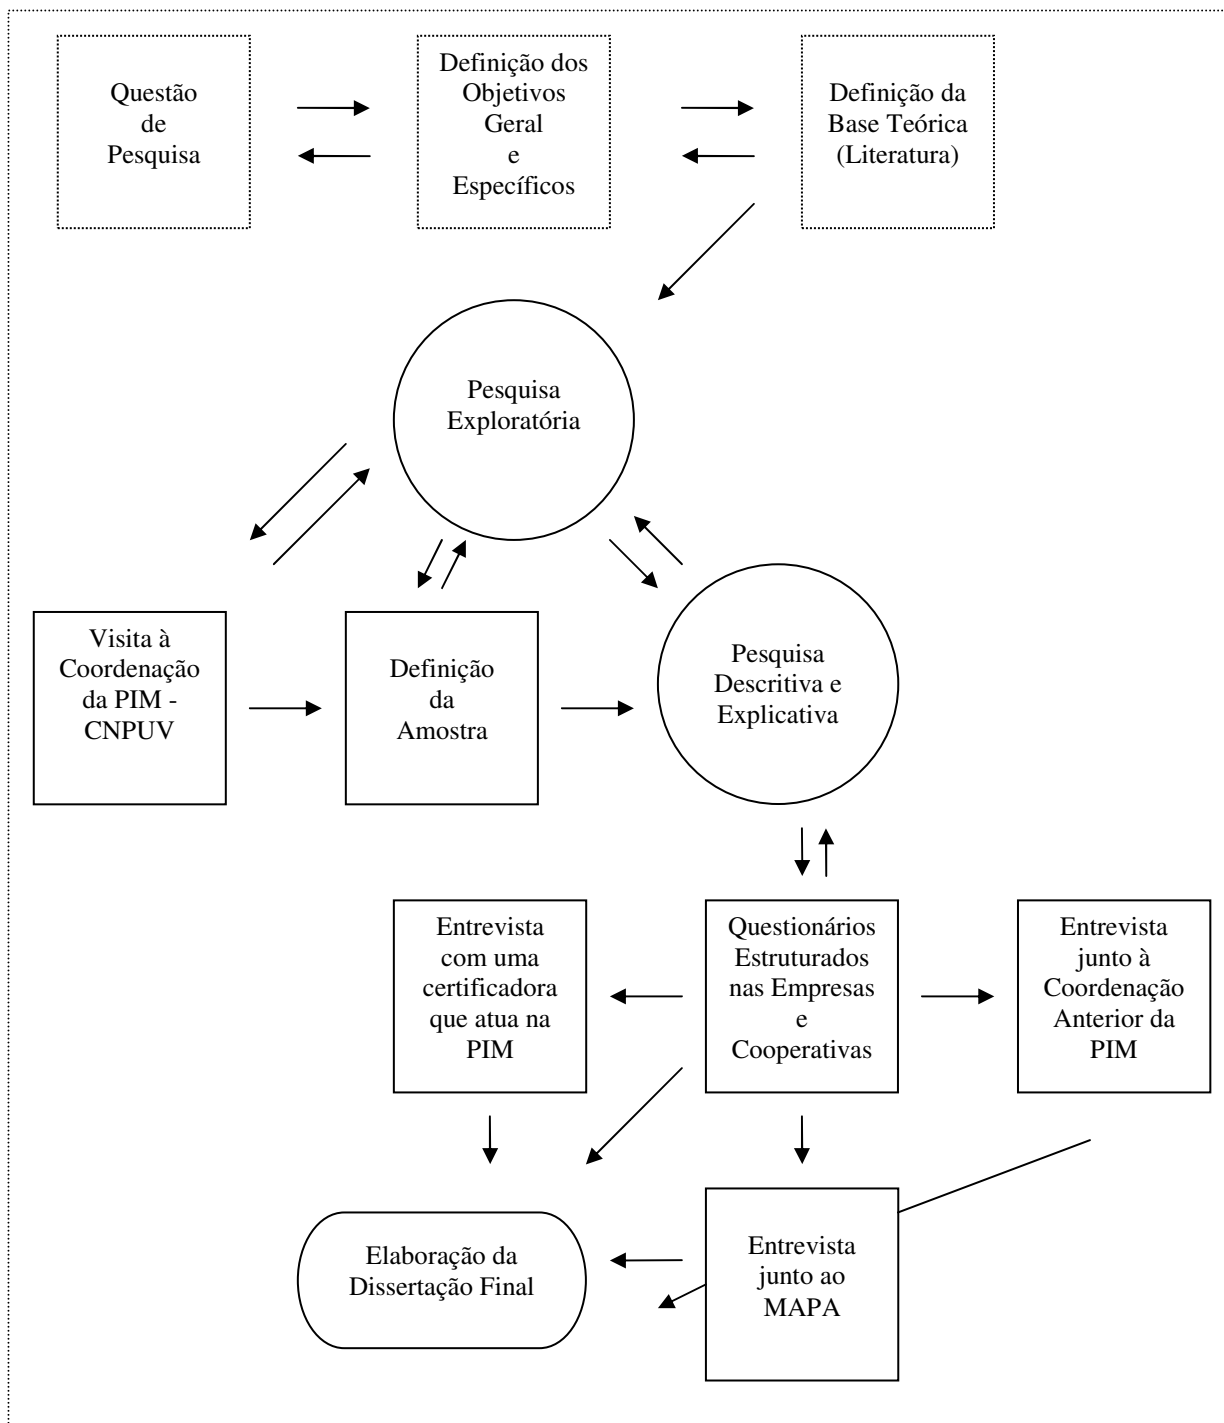 Questão
de
Pesquisa
Definição dos
Objetivos
Geral
e
Específicos
Definição da
Base Teórica
(Literatura)
Pesquisa
Exploratória
Visita à
Coordenação
da PIM -
CNPUV
Definição
da
Amostra
Pesquisa
Descritiva e
Explicativa
Entrevista
com uma
certificadora
que atua na
PIM
Questionários
Estruturados
nas Empresas
e
Cooperativas
Entrevista
junto à
Coordenação
Anterior da
PIM
Elaboração da
Dissertação Final
Entrevista
junto ao
MAPA